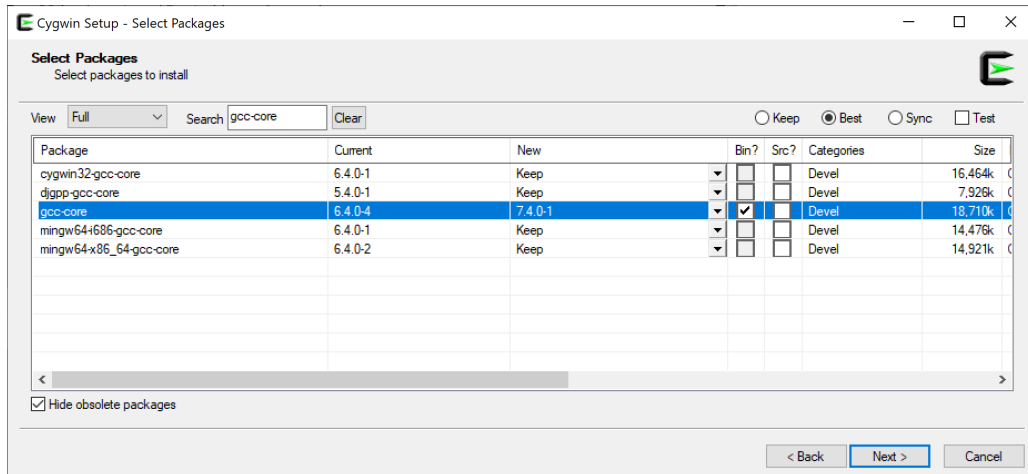 Cygwin Setup - Select Packages
Select Packages
Select packages to install
View Full Search gcc-core Clear Keep Best Sync Test
Package Current New Bin? Src? Categories Size
cygwin32-gcc-core 6.4.0-1 Keep Devel 16,464k
djgpp-gcc-core 5.4.0-1 Keep Devel 7,926k
gcc-core 6.4.0-4 7.4.0-1 Devel 18,710k
mingw64-i686-gcc-core 6.4.0-1 Keep Devel 14,476k
mingw64-x86_64-gcc-core 6.4.0-2 Keep Devel 14,921k
Hide obsolete packages
< Back Next > Cancel